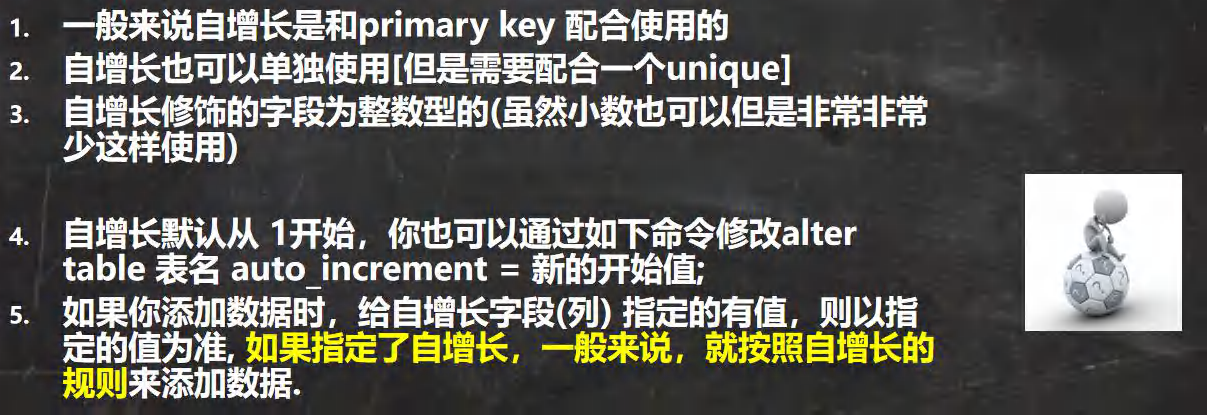 1. 一般来说自增长是和primary key 配合使用的
2. 自增长也可以单独使用[但是需要配合一个unique]
3. 自增长修饰的字段为整数型的(虽然小数也可以但是非常非常
少这样使用)
4. 自增长默认从 1开始，你也可以通过如下命令修改alter
table 表名 auto_increment = 新的开始值;
5. 如果你添加数据时，给自增长字段(列) 指定的有值，则以指
定的值为准, 如果指定了自增长，一般来说，就按照自增长的
规则来添加数据.